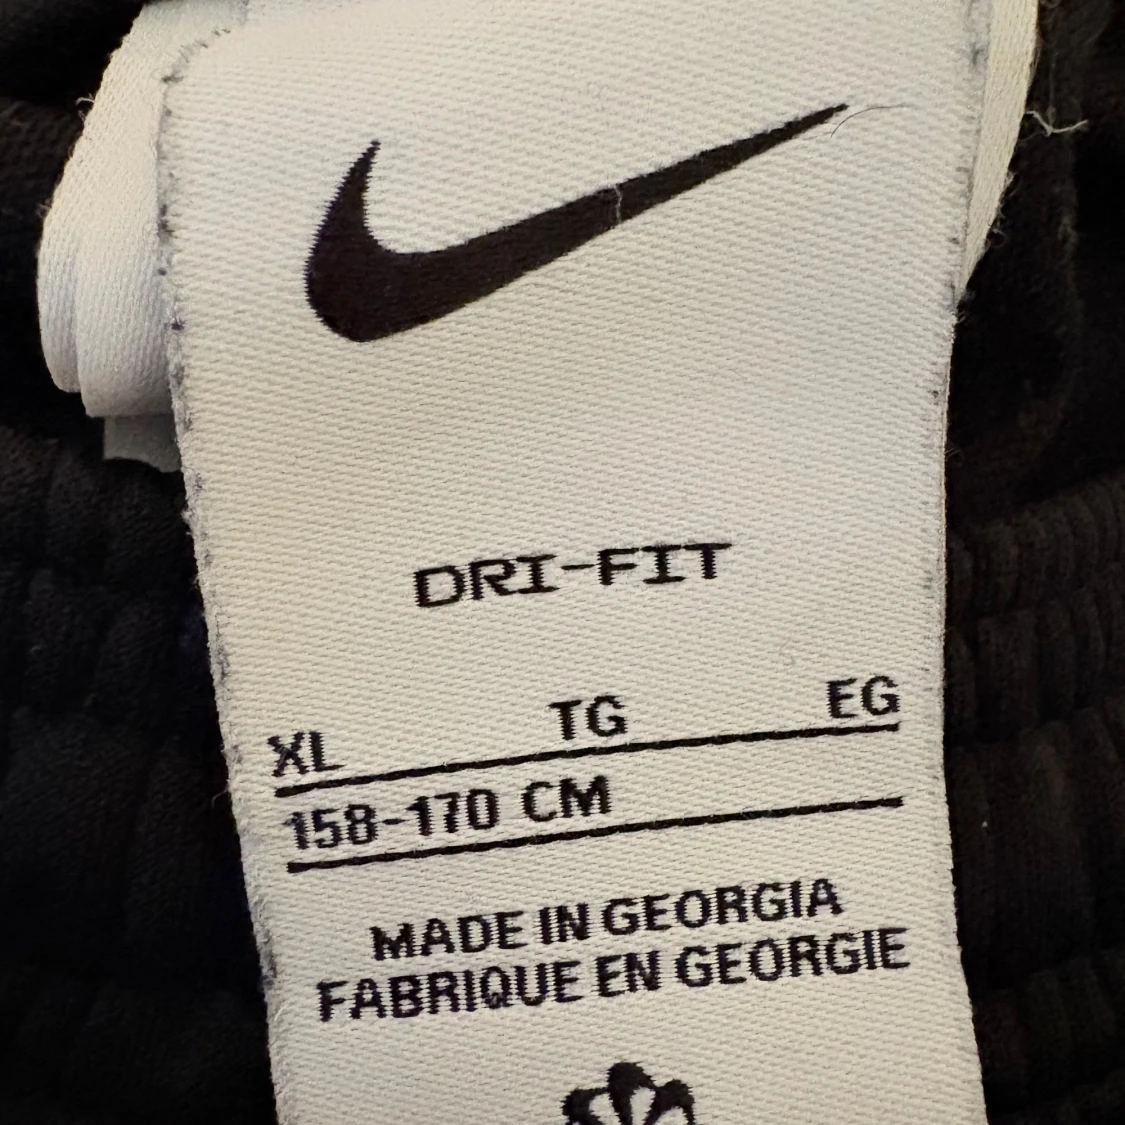 DRI-FIT
XL TG EG
158-170 CM
MADE IN GEORGIA
FABRIQUE EN GEORGIE